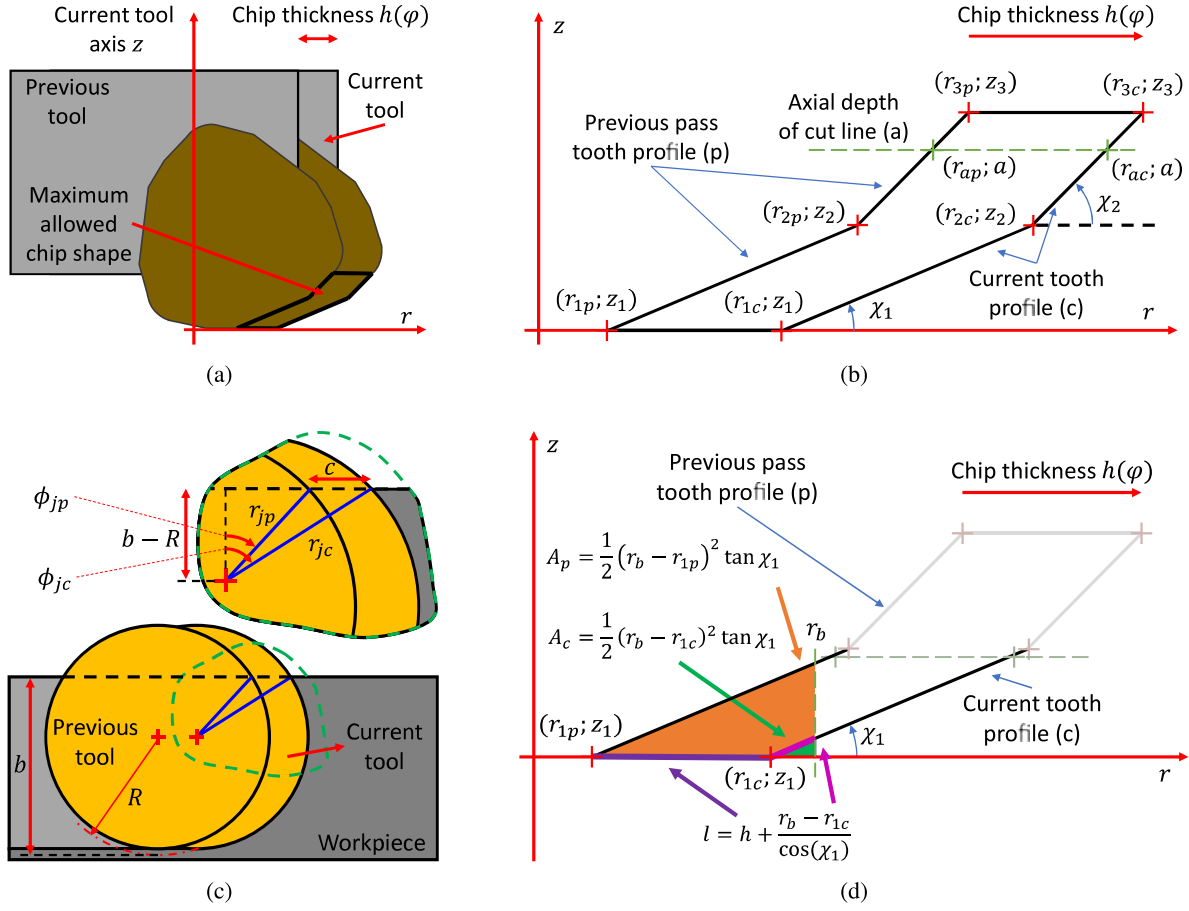 Current tool
axis z
Chip thickness h(φ)
Previous
tool
Current
tool
Maximum
allowed
chip shape
r
(a)
z
Chip thickness h(φ)
(r3p; z3)
(r3c; z3)
Axial depth
of cut line (a)
Previous pass
tooth profile (p)
(rap; a)
(rac; a)
(r2p; z2)
(r2c; z2)
χ2
Current tooth
profile (c)
(r1p; z1)
(r1c; z1)
χ1
r
(b)
c
ϕjp
rjp
b − R
rjc
ϕjc
Previous
tool
Current
tool
b
R
Workpiece
(c)
z
Previous pass
tooth profile (p)
Chip thickness h(φ)
Ap = 1/2 (rb − r1p)² tan χ1
rb
Ac = 1/2 (rb − r1c)² tan χ1
Current tooth
profile (c)
(r1p; z1)
χ1
(r1c; z1)
r
l = h + (rb − r1c)/cos(χ1)
(d)